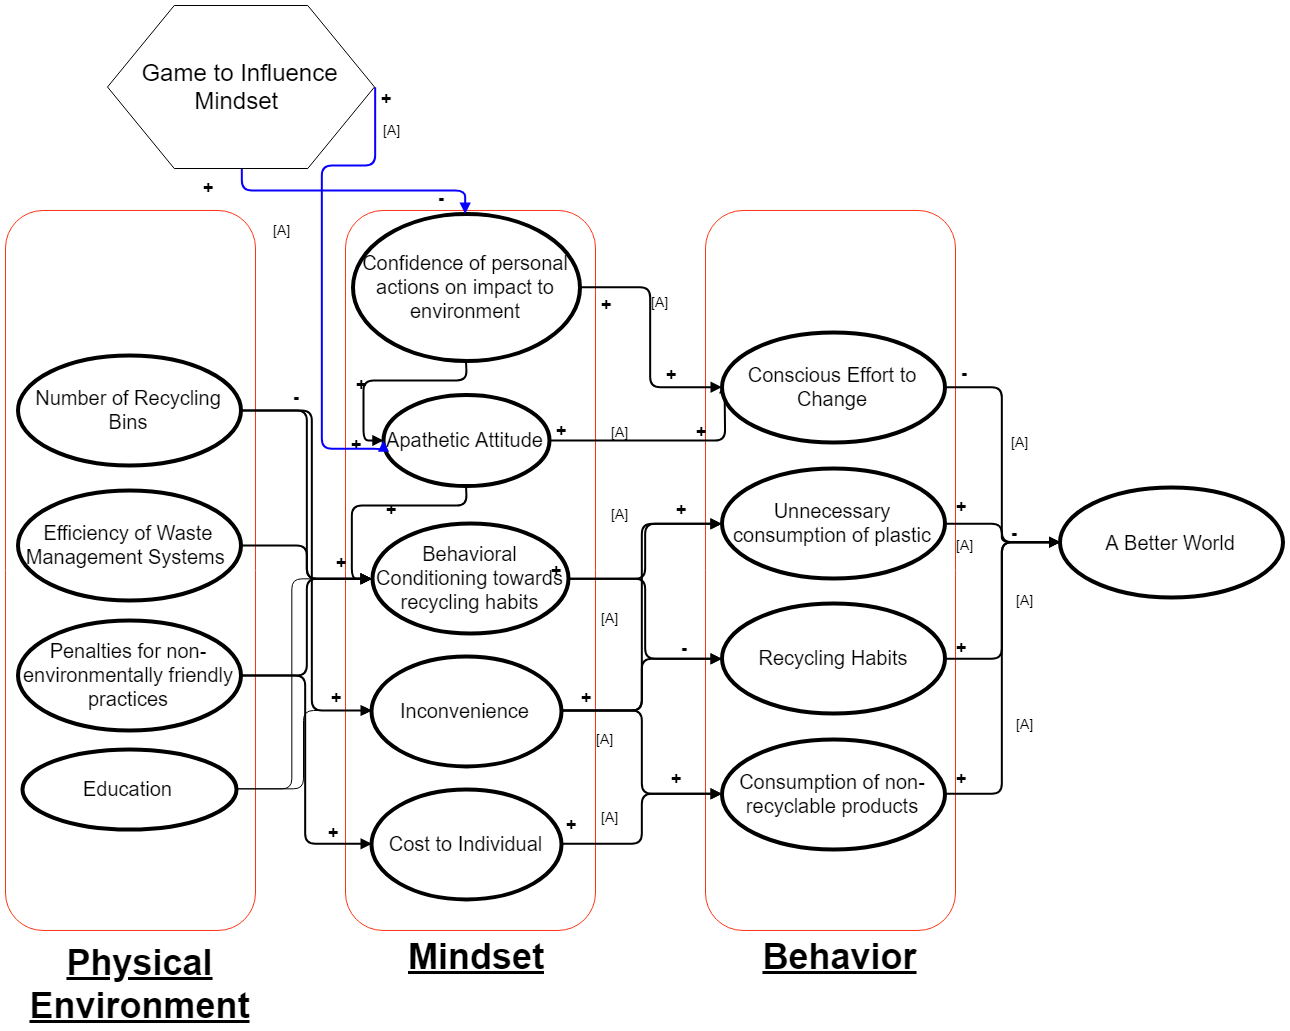 Game to Influence
Mindset
+
[A]
+
-
[A]
Confidence of personal
actions on impact to
environment
+
[A]
+
+
Number of Recycling
Bins
-
Apathetic Attitude
+
+
[A]
+
Conscious Effort to
Change
-
[A]
Efficiency of Waste
Management Systems
+
Behavioral
Conditioning towards
recycling habits
+
+
[A]
+
Unnecessary
consumption of plastic
+
[A]
-
A Better World
Penalties for non-
environmentally friendly
practices
+
Inconvenience
+
[A]
-
Recycling Habits
+
[A]
Education
+
Cost to Individual
+
[A]
[A]
+
Consumption of non-
recyclable products
+
[A]
Physical
Environment
Mindset
Behavior